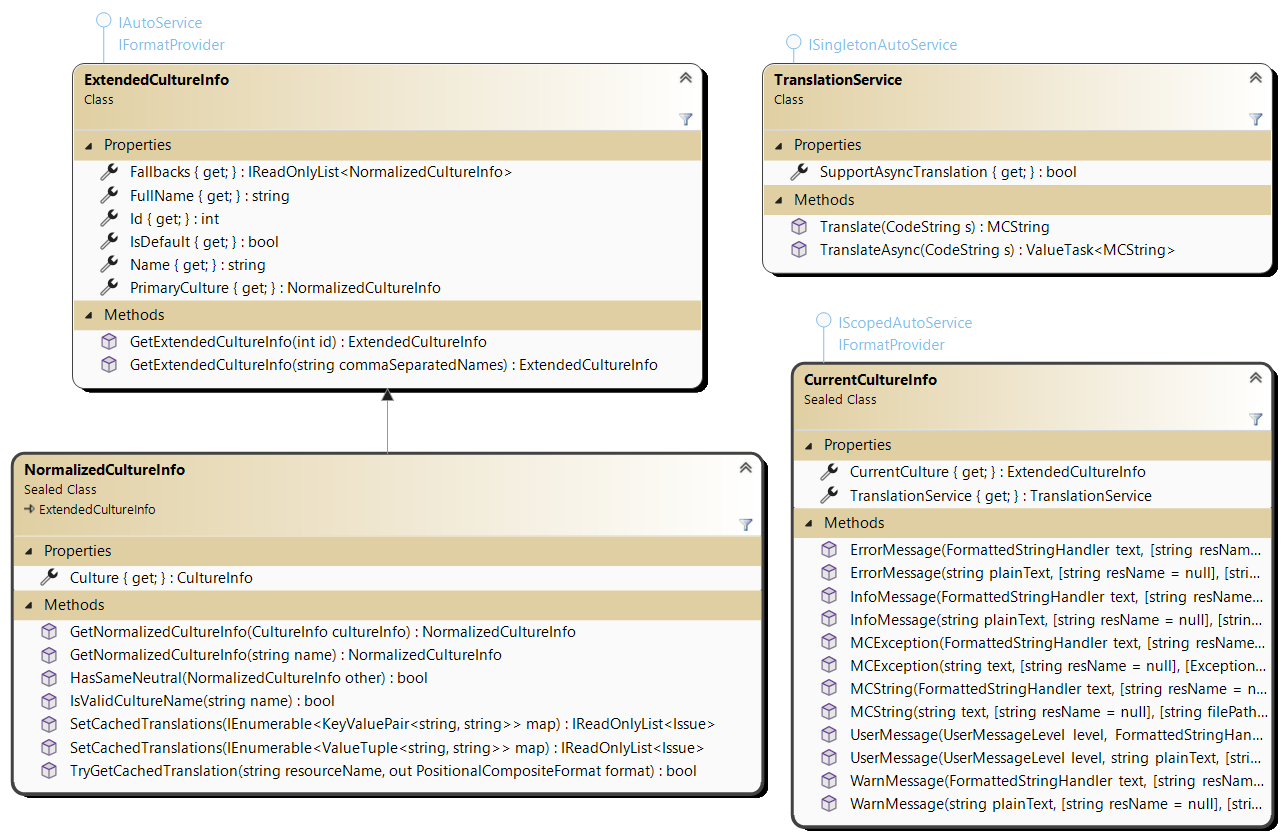 IAutoService
IFormatProvider
ExtendedCultureInfo
Class
Properties
Fallbacks { get; } : IReadOnlyList<NormalizedCultureInfo>
FullName { get; } : string
Id { get; } : int
IsDefault { get; } : bool
Name { get; } : string
PrimaryCulture { get; } : NormalizedCultureInfo
Methods
GetExtendedCultureInfo(int id) : ExtendedCultureInfo
GetExtendedCultureInfo(string commaSeparatedNames) : ExtendedCultureInfo
NormalizedCultureInfo
Sealed Class
ExtendedCultureInfo
Properties
Culture { get; } : CultureInfo
Methods
GetNormalizedCultureInfo(CultureInfo cultureInfo) : NormalizedCultureInfo
GetNormalizedCultureInfo(string name) : NormalizedCultureInfo
HasSameNeutral(NormalizedCultureInfo other) : bool
IsValidCultureName(string name) : bool
SetCachedTranslations(IEnumerable<KeyValuePair<string, string>> map) : IReadOnlyList<Issue>
SetCachedTranslations(IEnumerable<ValueTuple<string, string>> map) : IReadOnlyList<Issue>
TryGetCachedTranslation(string resourceName, out PositionalCompositeFormat format) : bool
ISingletonAutoService
TranslationService
Class
Properties
SupportAsyncTranslation { get; } : bool
Methods
Translate(CodeString s) : MCString
TranslateAsync(CodeString s) : ValueTask<MCString>
IScopedAutoService
IFormatProvider
CurrentCultureInfo
Sealed Class
Properties
CurrentCulture { get; } : ExtendedCultureInfo
TranslationService { get; } : TranslationService
Methods
ErrorMessage(FormattedStringHandler text, [string resNam...
ErrorMessage(string plainText, [string resName = null], [stri...
InfoMessage(FormattedStringHandler text, [string resName...
InfoMessage(string plainText, [string resName = null], [strin...
MCException(FormattedStringHandler text, [string resName...
MCException(string text, [string resName = null], [Exception...
MCString(FormattedStringHandler text, [string resName = n...
MCString(string text, [string resName = null], [string filePath...
UserMessage(UserMessageLevel level, FormattedStringHan...
UserMessage(UserMessageLevel level, string plainText, [stri...
WarnMessage(FormattedStringHandler text, [string resNam...
WarnMessage(string plainText, [string resName = null], [stri...